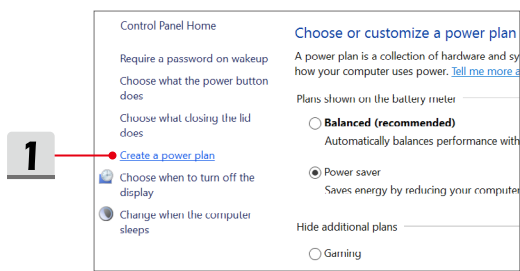 1
Control Panel Home
Require a password on wakeup
Choose what the power button
does
Choose what closing the lid
does
Create a power plan
Choose when to turn off the
display
Change when the computer
sleeps
Choose or customize a power plan
A power plan is a collection of hardware and sy
how your computer uses power. Tell me more a
Plans shown on the battery meter
Balanced (recommended)
Automatically balances performance with
Power saver
Saves energy by reducing your computer
Hide additional plans
Gaming